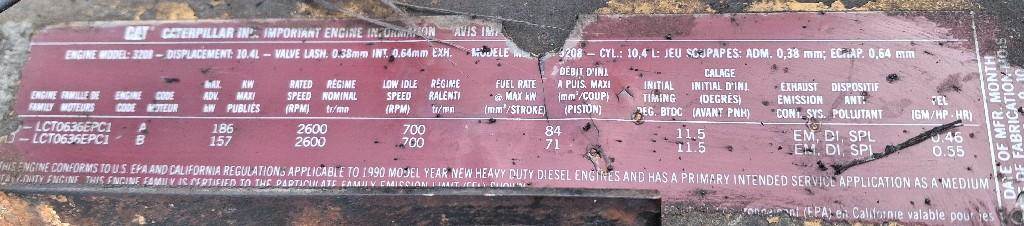 CAT CATERPILLAR INC. IMPORTANT ENGINE INFORMATION AVIS IM
ENGINE MODEL: 3208 – DISPLACEMENT: 10.4L – VALVE LASH. 0.38mm INT. 0.64mm EXH. MODELE 3208 – CYL.: 10,4 L: JEU SOUPAPES: ADM. 0,38 mm; ECHAP. 0,64 mm
MAX. KW RATED RÉGIME LOW IDLE RÉGIME FUEL RATE DÉBIT D'INJ. INITIAL CALAGE EXHAUST DISPOSITIF
ENGINE FAMILLE DE ENGINE CODE ADV. MAXI SPEED NOMINAL SPEED RALENTI @ MAX kW A PUIS. MAXI TIMING INITIAL D'INJ. EMISSION ANTI- FEL
FAMILY MOTEURS CODE MOTEUR kW PUBLIÉS (RPM) tr/mn (RPM) tr/mn (mm³/STROKE) (mm³/COUP) (PISTON) DEG. BTDC (DEGRES) (AVANT PNH) CONT. SYS. POLLUTANT (GM/HP-HR)
LCT0636EPC1 A 186 2600 700 84 11.5 EM, DI, SPL 0.46
LCT0636EPC1 B 157 2600 700 71 11.5 EM, DI, SPL 0.55
THIS ENGINE CONFORMS TO U.S. EPA AND CALIFORNIA REGULATIONS APPLICABLE TO 1990 MODEL YEAR NEW HEAVY DUTY DIESEL ENGINES AND HAS A PRIMARY INTENDED SERVICE APPLICATION AS A MEDIUM
DUTY ENGINE. THIS ENGINE FAMILY IS CERTIFIED TO THE PARTICULATE FAMILY EMISSION LIMIT (FEL) SHOWN
(EPA) en Californie valable pour les
DATE OF MFR. MONTH
DE FABRICATION